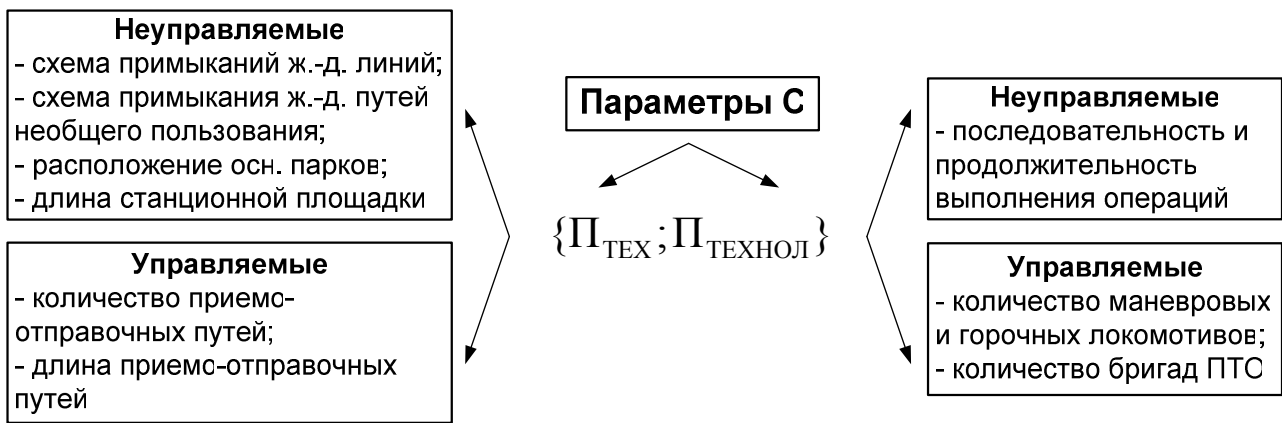 Неуправляемые
- схема примыканий ж.-д. линий;
- схема примыкания ж.-д. путей
необщего пользования;
- расположение осн. парков;
- длина станционной площадки
Управляемые
- количество приемо-
отправочных путей;
- длина приемо-отправочных
путей
Параметры С
{П_ТЕХ;П_ТЕХНОЛ}
Неуправляемые
- последовательность и
продолжительность
выполнения операций
Управляемые
- количество маневровых
и горочных локомотивов;
- количество бригад ПТО